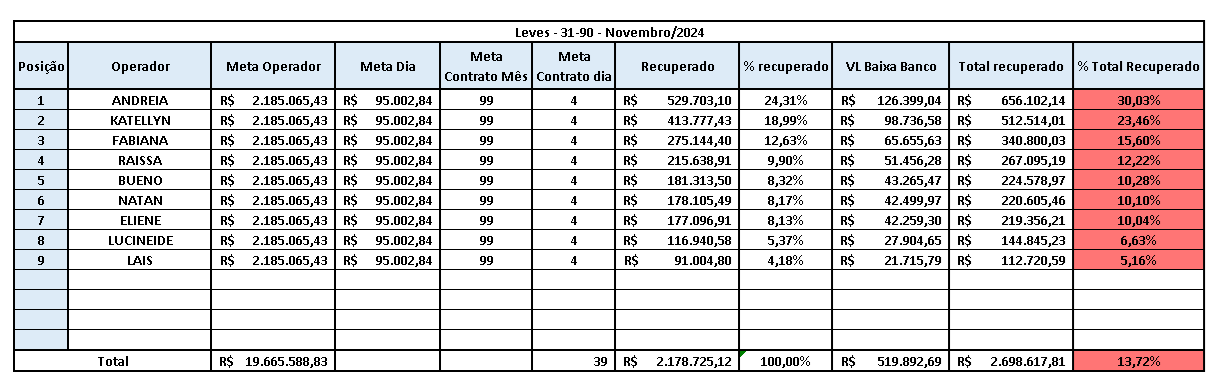 Leves - 31-90 - Novembro/2024
Posição Operador Meta Operador Meta Dia Meta Contrato Mês Meta Contrato dia Recuperado % recuperado VL Baixa Banco Total recuperado % Total Recuperado
1 ANDREIA R$ 2.185.065,43 R$ 95.002,84 99 4 R$ 529.703,10 24,31% R$ 126.399,04 R$ 656.102,14 30,03%
2 KATELLYN R$ 2.185.065,43 R$ 95.002,84 99 4 R$ 413.777,43 18,99% R$ 98.736,58 R$ 512.514,01 23,46%
3 FABIANA R$ 2.185.065,43 R$ 95.002,84 99 4 R$ 275.144,40 12,63% R$ 65.655,63 R$ 340.800,03 15,60%
4 RAISSA R$ 2.185.065,43 R$ 95.002,84 99 4 R$ 215.638,91 9,90% R$ 51.456,28 R$ 267.095,19 12,22%
5 BUENO R$ 2.185.065,43 R$ 95.002,84 99 4 R$ 181.313,50 8,32% R$ 43.265,47 R$ 224.578,97 10,28%
6 NATAN R$ 2.185.065,43 R$ 95.002,84 99 4 R$ 178.105,49 8,17% R$ 42.499,97 R$ 220.605,46 10,10%
7 ELIENE R$ 2.185.065,43 R$ 95.002,84 99 4 R$ 177.096,91 8,13% R$ 42.259,30 R$ 219.356,21 10,04%
8 LUCINEIDE R$ 2.185.065,43 R$ 95.002,84 99 4 R$ 116.940,58 5,37% R$ 27.904,65 R$ 144.845,23 6,63%
9 LAIS R$ 2.185.065,43 R$ 95.002,84 99 4 R$ 91.004,80 4,18% R$ 21.715,79 R$ 112.720,59 5,16%
Total R$ 19.665.588,83 39 R$ 2.178.725,12 100,00% R$ 519.892,69 R$ 2.698.617,81 13,72%